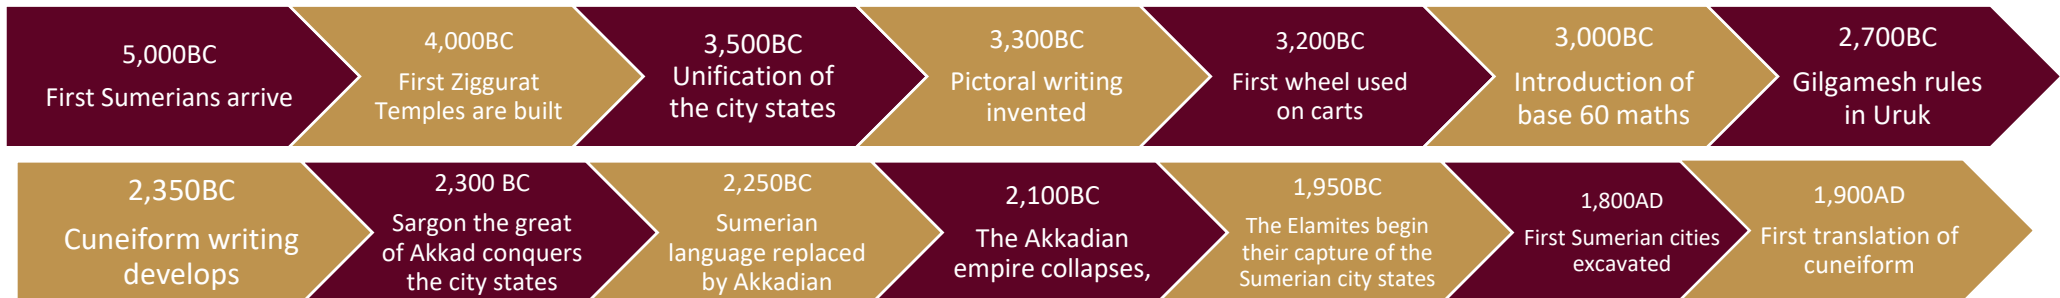 5,000BC
First Sumerians arrive
4,000BC
First Ziggurat
Temples are built
3,500BC
Unification of
the city states
3,300BC
Pictoral writing
invented
3,200BC
First wheel used
on carts
3,000BC
Introduction of
base 60 maths
2,700BC
Gilgamesh rules
in Uruk
2,350BC
Cuneiform writing
develops
2,300 BC
Sargon the great
of Akkad conquers
the city states
2,250BC
Sumerian
language replaced
by Akkadian
2,100BC
The Akkadian
empire collapses,
1,950BC
The Elamites begin
their capture of the
Sumerian city states
1,800AD
First Sumerian cities
excavated
1,900AD
First translation of
cuneiform